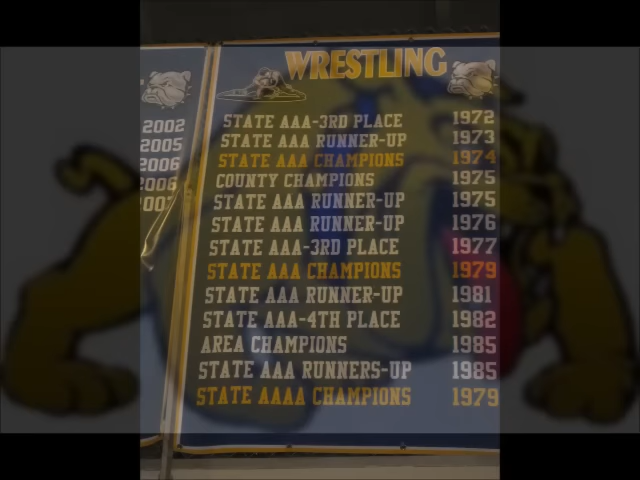 WRESTLING
STATE AAA-3RD PLACE 1972
STATE AAA RUNNER-UP 1973
STATE AAA CHAMPIONS 1974
COUNTY CHAMPIONS 1975
STATE AAA RUNNER-UP 1975
STATE AAA RUNNER-UP 1976
STATE AAA-3RD PLACE 1977
STATE AAA CHAMPIONS 1979
STATE AAA RUNNER-UP 1981
STATE AAA-4TH PLACE 1982
AREA CHAMPIONS 1985
STATE AAA RUNNERS-UP 1985
STATE AAAA CHAMPIONS 1979
2002
2005
2006
2006